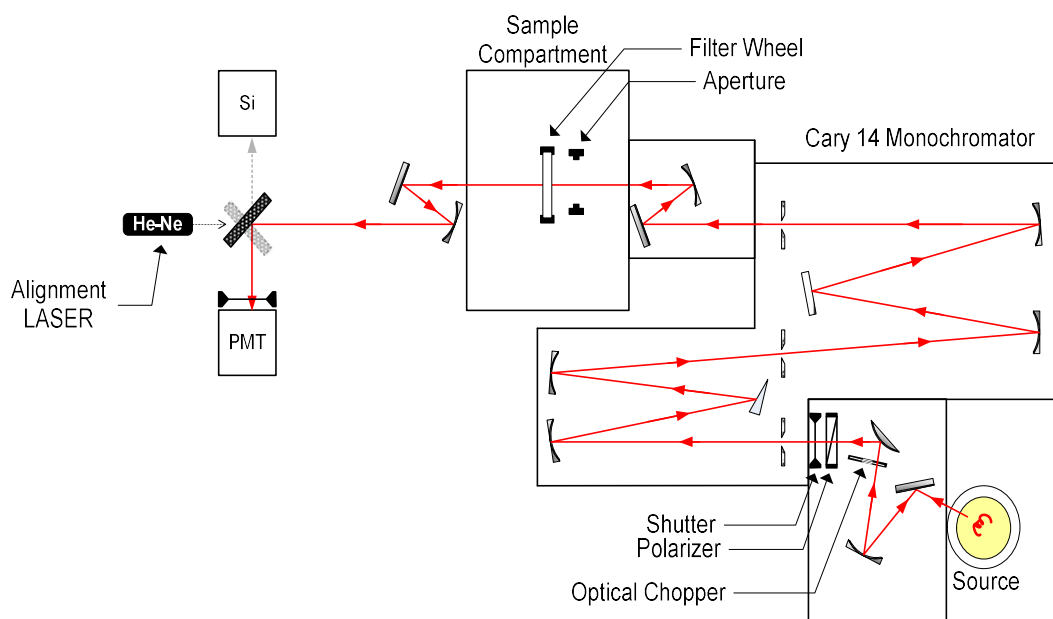 Sample
Compartment
Filter Wheel
Aperture
Si
Cary 14 Monochromator
He-Ne
Alignment
LASER
PMT
Shutter
Polarizer
Optical Chopper
Source